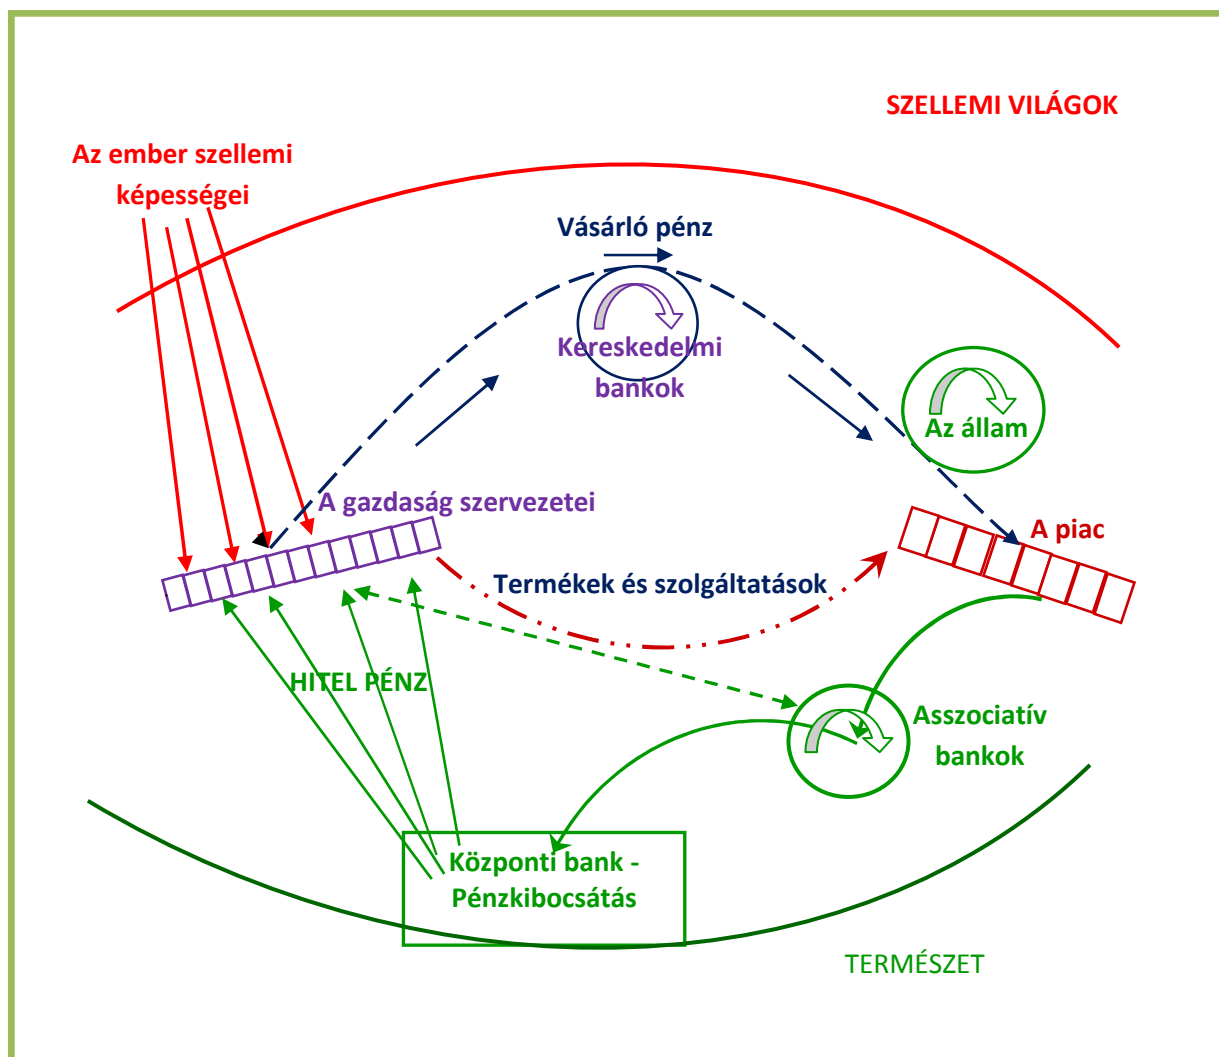 SZELLEMI VILÁGOK
Az ember szellemi
képességei
Vásárló pénz
Kereskedelmi
bankok
Az állam
A gazdaság szervezetei
A piac
Termékek és szolgáltatások
HITEL PÉNZ
Asszociatív
bankok
Központi bank -
Pénzkibocsátás
TERMÉSZET